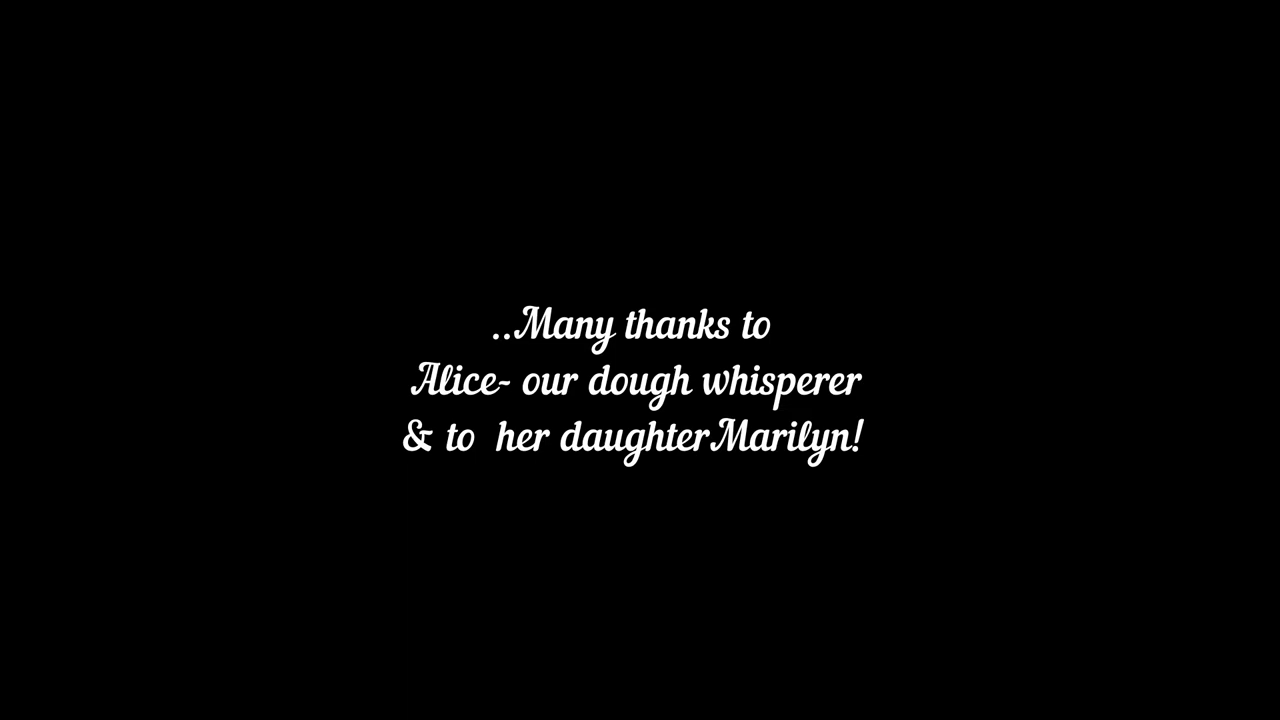 ..Many thanks to
Alice- our dough whisperer
& to  her daughterMarilyn!